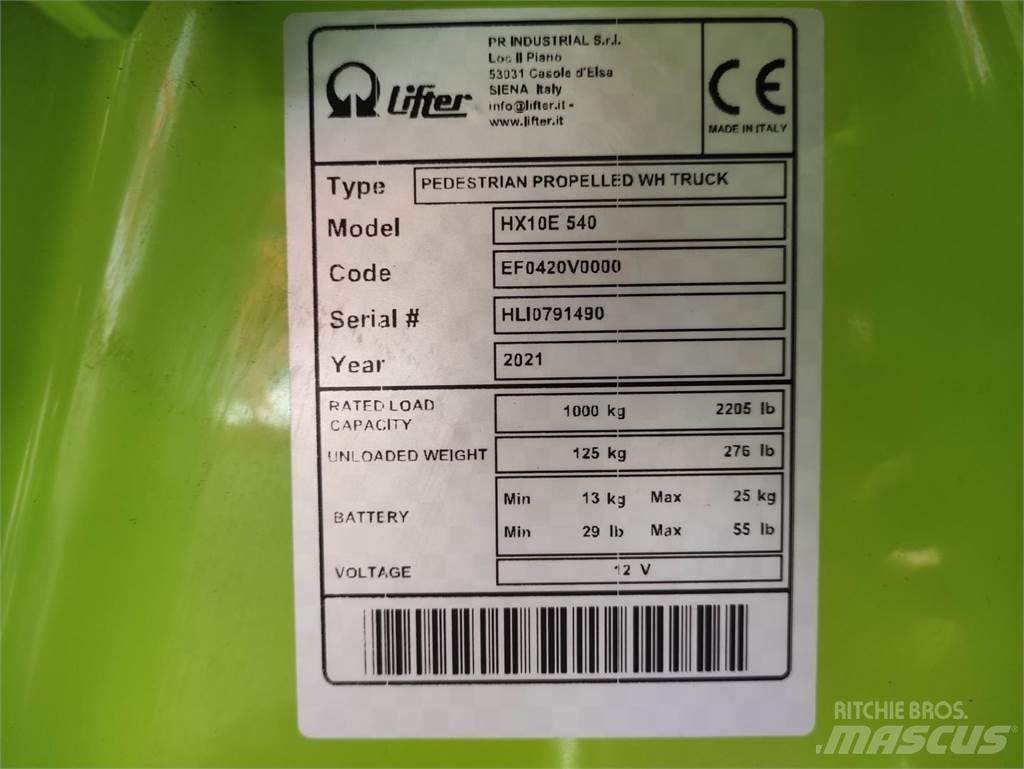 Lifter
PR INDUSTRIAL S.r.l.
Loc Il Piano
53031 Casole d'Elsa
SIENA Italy
info@lifter.it -
www.lifter.it
CE
MADE IN ITALY
Type PEDESTRIAN PROPELLED WH TRUCK
Model HX10E 540
Code EF0420V0000
Serial # HLI0791490
Year 2021
RATED LOAD
CAPACITY 1000 kg 2205 lb
UNLOADED WEIGHT 125 kg 276 lb
BATTERY
Min 13 kg Max 25 kg
Min 29 lb Max 55 lb
VOLTAGE 12 V
RITCHIE BROS.
MASCUS